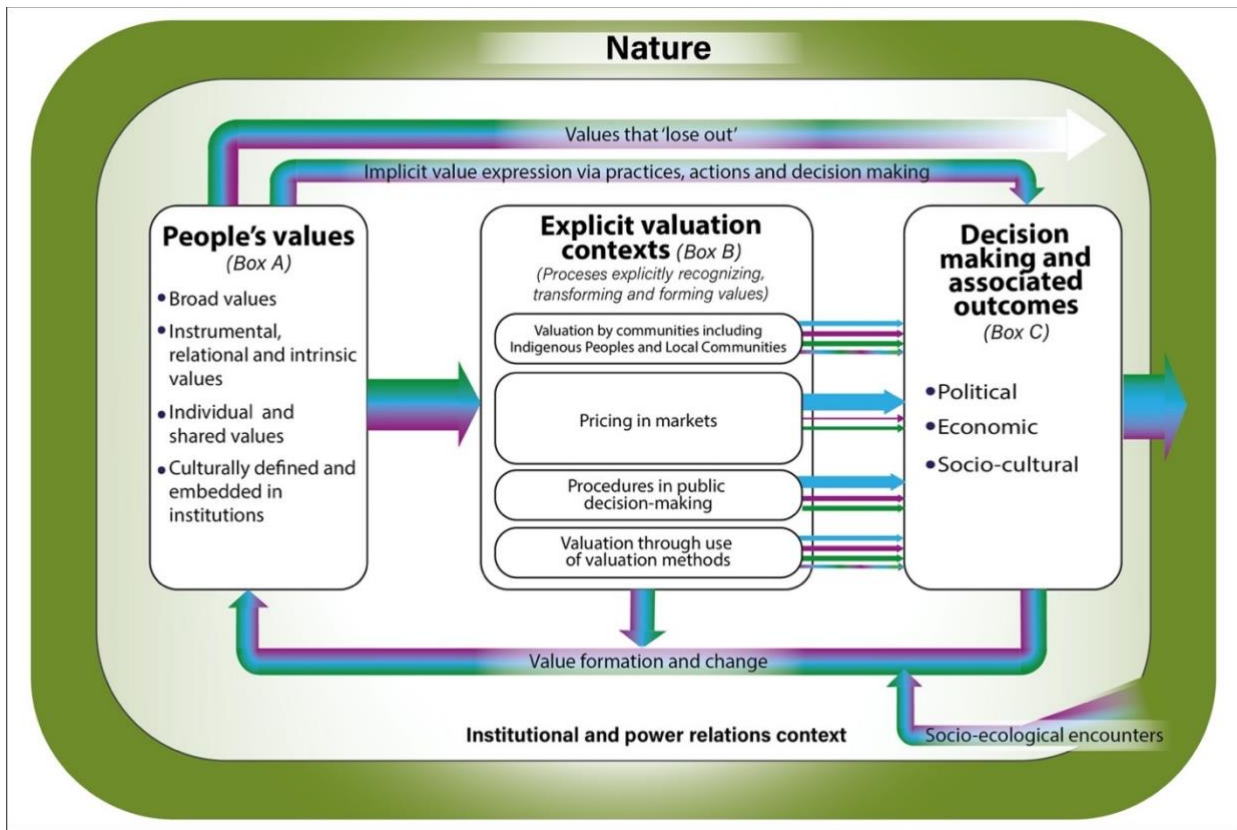 Nature
Values that 'lose out'
Implicit value expression via practices, actions and decision making
People's values
(Box A)
• Broad values
• Instrumental,
relational and intrinsic
values
• Individual and
shared values
• Culturally defined and
embedded in
institutions
Explicit valuation
contexts (Box B)
(Proceses explicitly recognizing,
transforming and forming values)
Valuation by communities including
Indigenous Peoples and Local Communities
Pricing in markets
Procedures in public
decision-making
Valuation through use
of valuation methods
Decision
making and
associated
outcomes
(Box C)
• Political
• Economic
• Socio-cultural
Value formation and change
Institutional and power relations context
Socio-ecological encounters